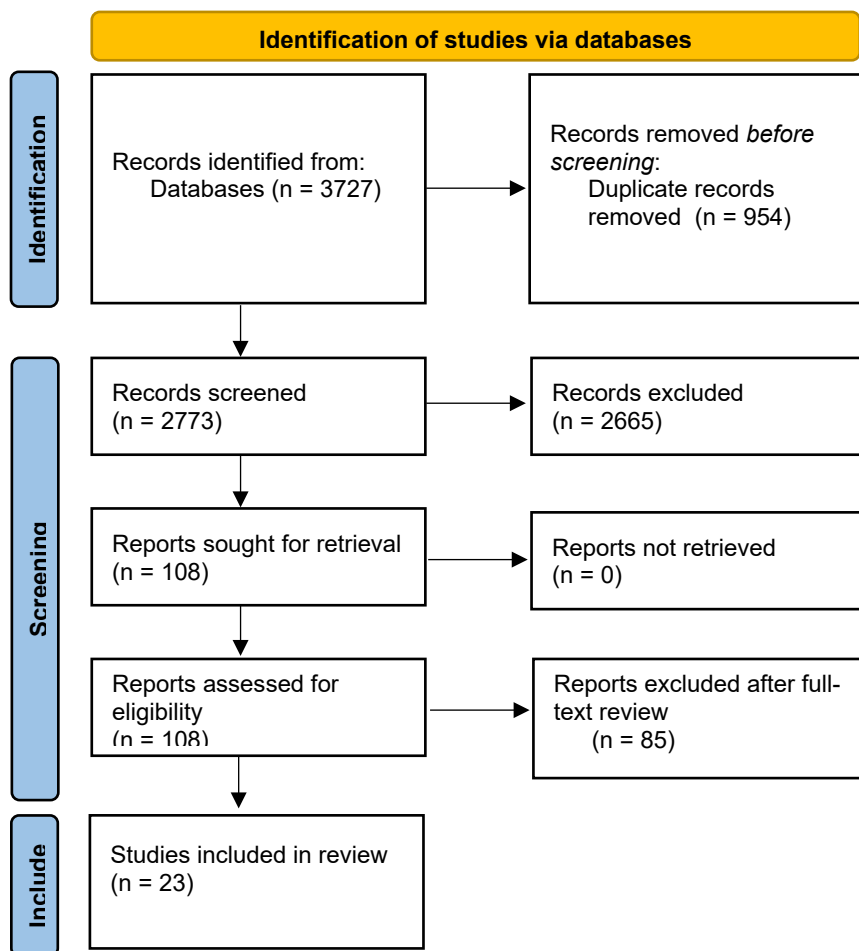 Identification of studies via databases
Identification
Records identified from:
Databases (n = 3727)
Records removed before
screening:
Duplicate records
removed  (n = 954)
Screening
Records screened
(n = 2773)
Records excluded
(n = 2665)
Reports sought for retrieval
(n = 108)
Reports not retrieved
(n = 0)
Reports assessed for
eligibility
(n = 108)
Reports excluded after full-
text review
(n = 85)
Include
Studies included in review
(n = 23)